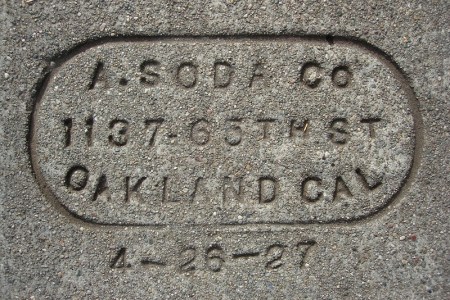 A. SODA CO
1137-65TH ST
OAKLAND CAL
4-26-27